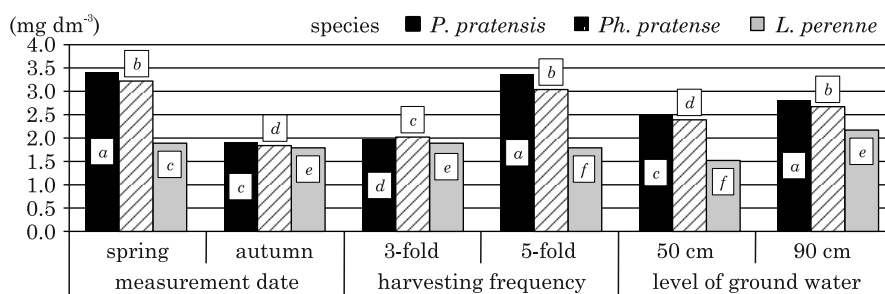 (mg dm-3) species P. pratensis Ph. pratense L. perenne
4.0
3.5 b b
3.0 d
2.5 c b
2.0 d
1.5 a c c e d e a f c f a e
1.0
0.5
0.0
spring autumn 3-fold 5-fold 50 cm 90 cm
measurement date harvesting frequency level of ground water